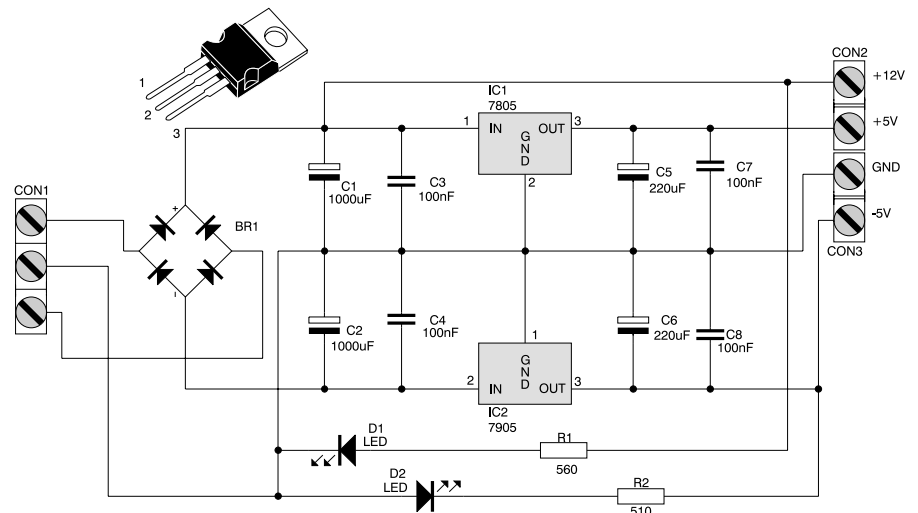 1
2
3
CON1
+
BR1
-
C1
1000uF
C3
100nF
IC1
7805
1
IN
GND
OUT
3
2
C5
220uF
C7
100nF
CON2
+12V
+5V
GND
-5V
CON3
C2
1000uF
C4
100nF
1
2
IN
GND
OUT
3
IC2
7905
C6
220uF
C8
100nF
D1
LED
R1
560
D2
LED
R2
510